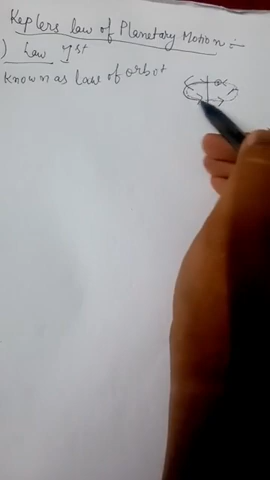 Keplers law of Planetary Motion :-
) Law 1st
Known as law of orbit